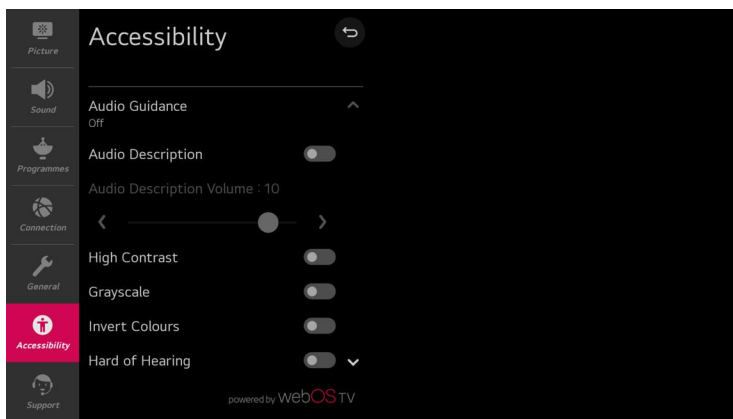 Picture
Sound
Programmes
Connection
General
Accessibility
Support
Accessibility
Audio Guidance
Off
Audio Description
Audio Description Volume : 10
High Contrast
Grayscale
Invert Colours
Hard of Hearing
powered by webOS TV